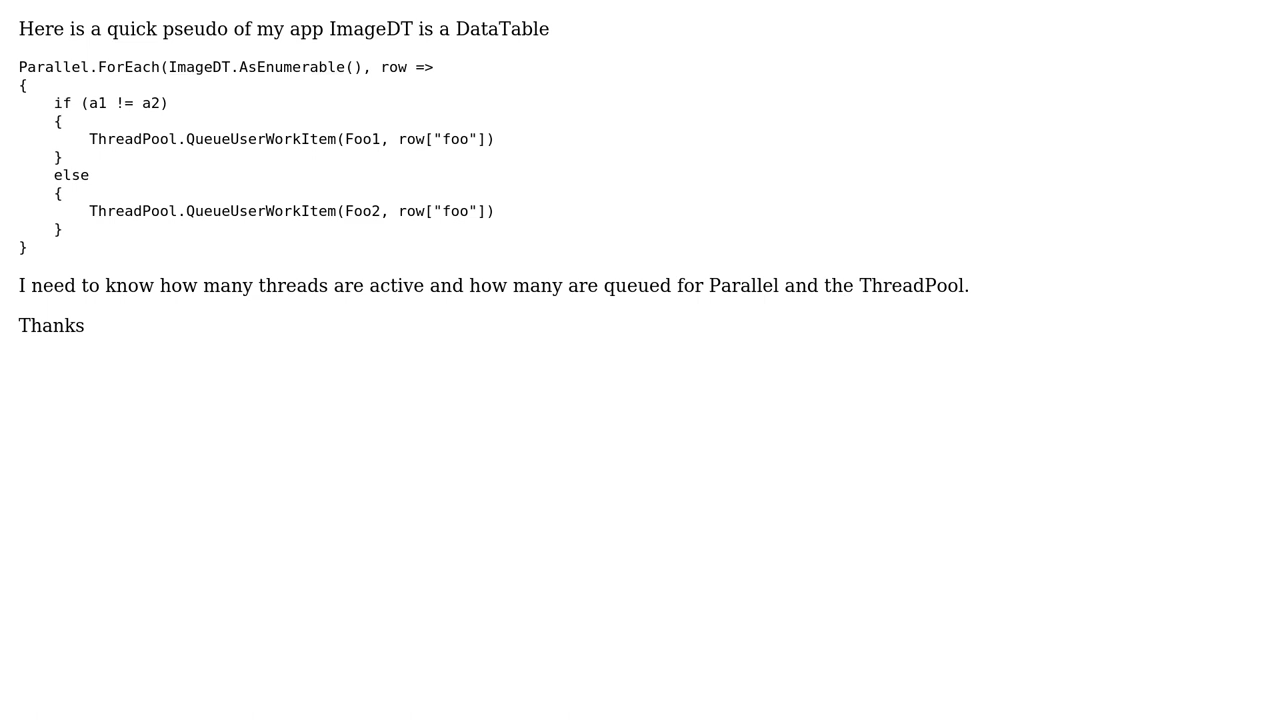 Here is a quick pseudo of my app ImageDT is a DataTable
Parallel.ForEach(ImageDT.AsEnumerable(), row =>
{
    if (a1 != a2)
    {
        ThreadPool.QueueUserWorkItem(Foo1, row["foo"])
    }
    else
    {
        ThreadPool.QueueUserWorkItem(Foo2, row["foo"])
    }
}
I need to know how many threads are active and how many are queued for Parallel and the ThreadPool.
Thanks